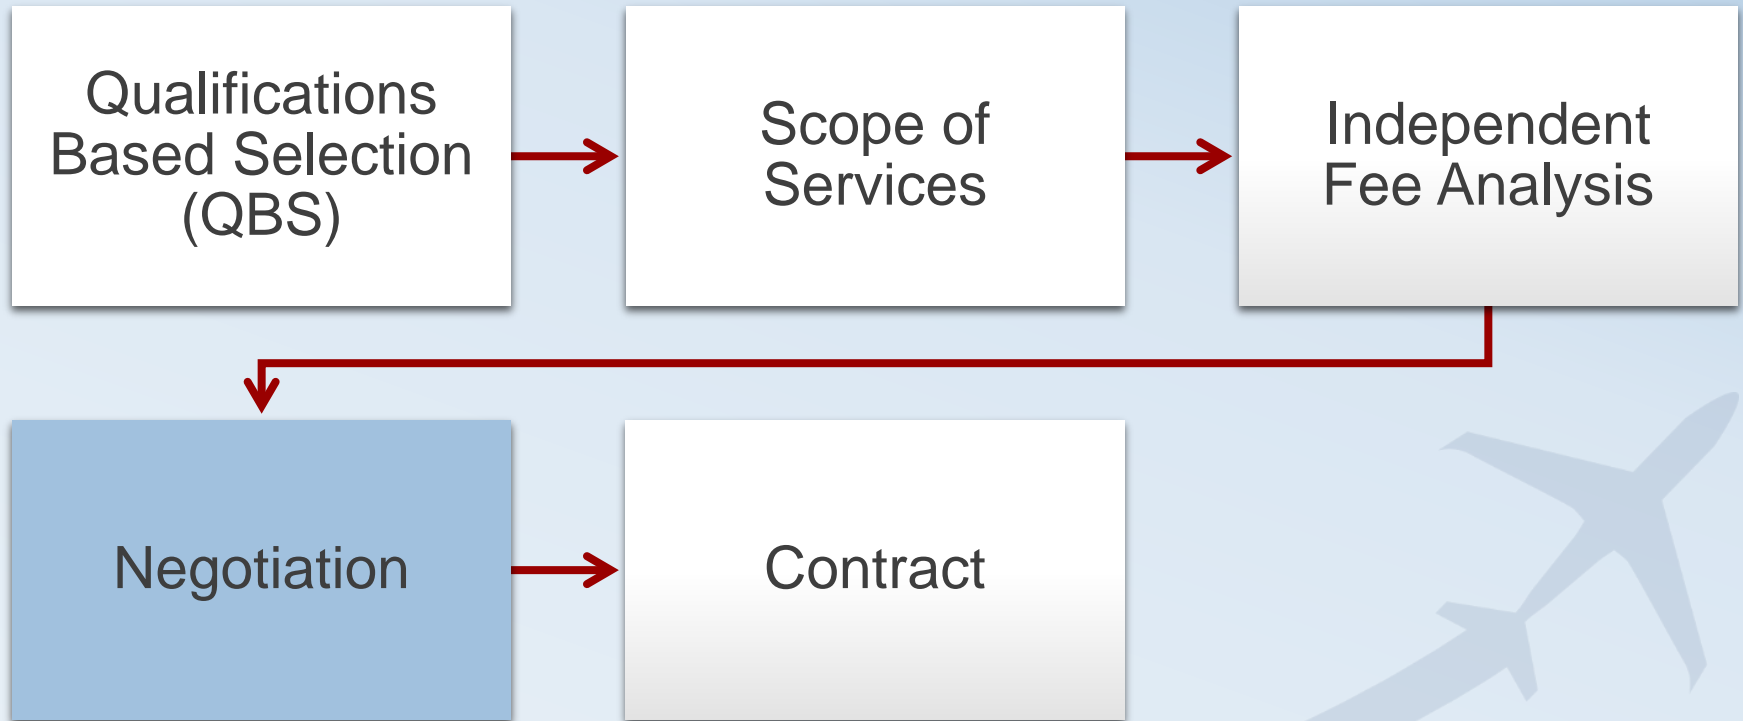 Qualifications
Based Selection
(QBS)
Scope of
Services
Independent
Fee Analysis
Negotiation
Contract